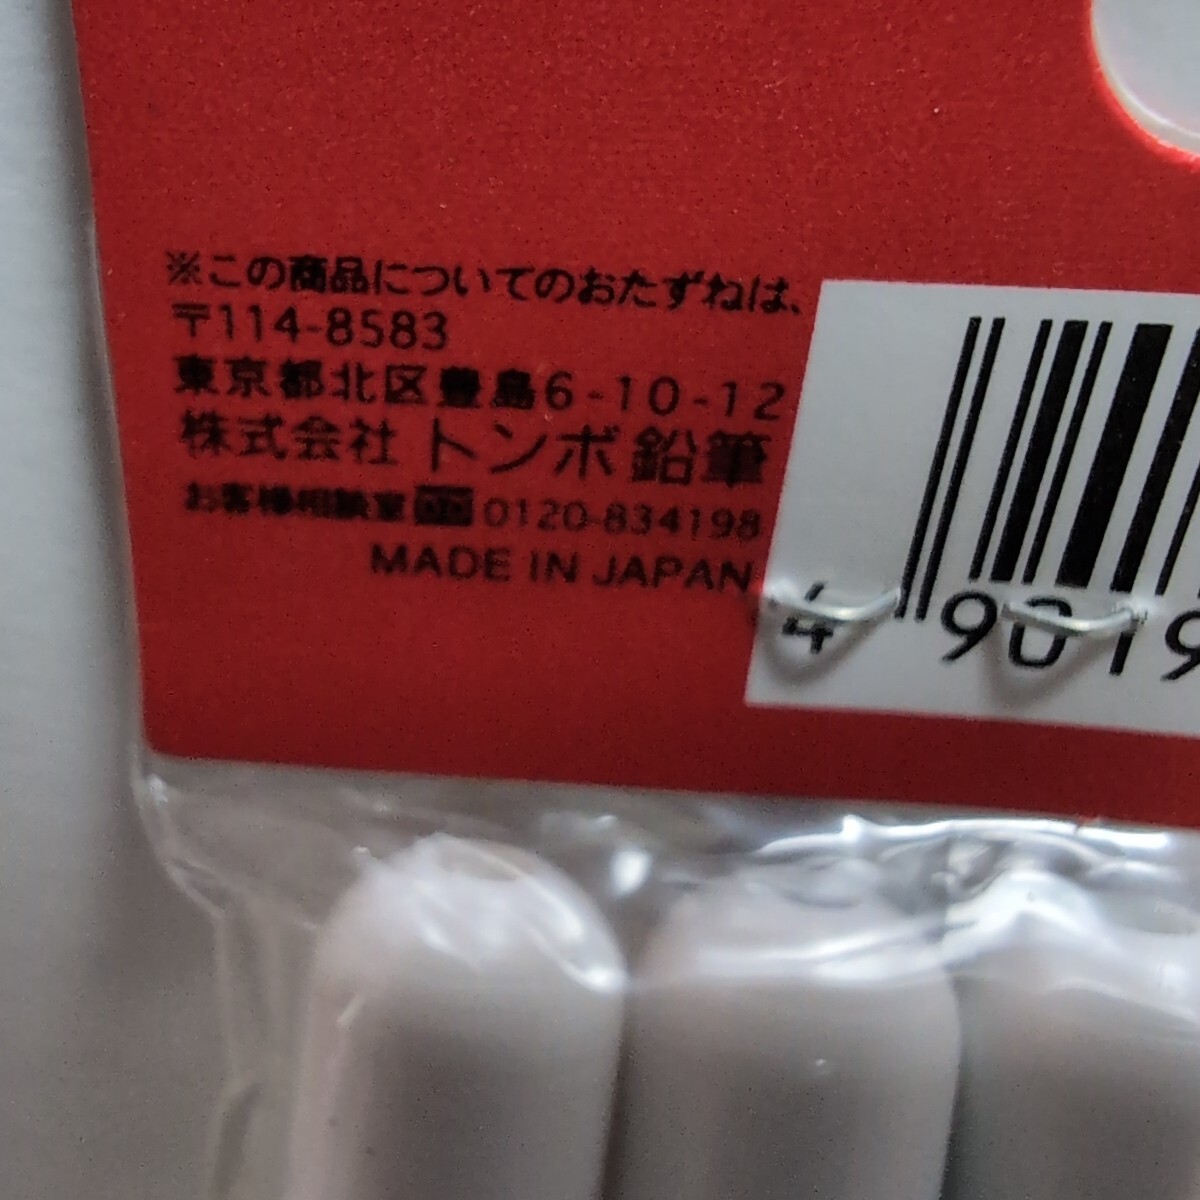 ※この商品についてのおたずねは、
〒114-8583
東京都北区豊島6-10-12
株式会社 トンボ鉛筆
お客様相談室 0120-834198
MADE IN JAPAN
4 9019